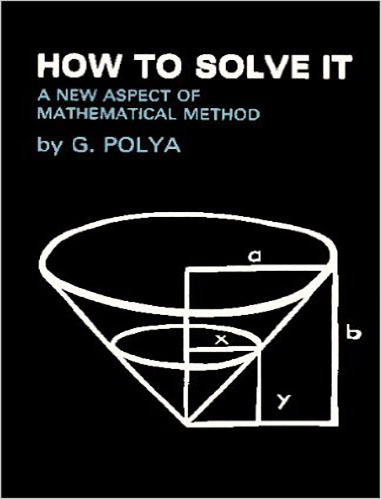 HOW TO SOLVE IT
A NEW ASPECT OF
MATHEMATICAL METHOD
by G. POLYA
a
b
x
y